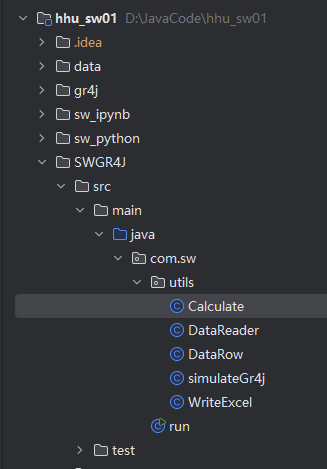 hhu_sw01 D:\JavaCode\hhu_sw01
.idea
data
gr4j
sw_ipynb
sw_python
SWGR4J
src
main
java
com.sw
utils
Calculate
DataReader
DataRow
simulateGr4j
WriteExcel
run
test